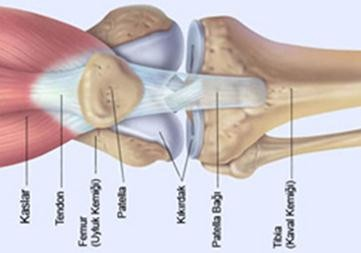 Kaslar
Tendon
Femur
(Uyluk Kemiği)
Patella
Kıkırdak
Patella Bağı
Tibia
(Kaval Kemiği)